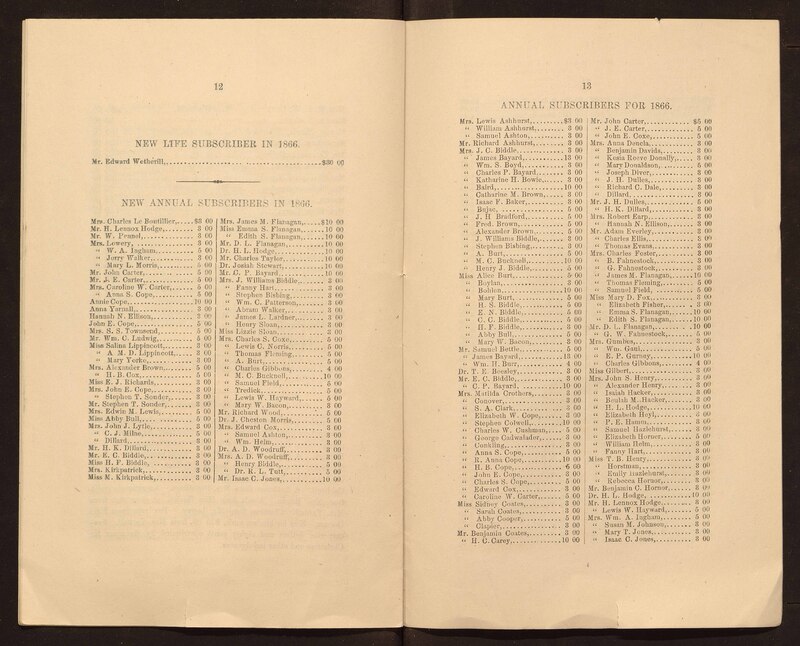 12
NEW LIFE SUBSCRIBER IN 1866.
Mr. Edward Wetherill, $30 00
NEW ANNUAL SUBSCRIBERS IN 1866.
Mrs. Charles Le Boutillier, $3 00
Mr. H. Lennox Hodge, 3 00
Mr. W. 3 00
Mrs. Lowery, 3 00
“ W. A. Ingham, 5 00
“ Jerry Walker, 3 00
“ Mary L. Morris, 5 00
Mr. John Carter, 5 00
Mr. J. E. Carter, 5 00
Mrs. Caroline W. Carter, 5 00
“ Anna S. Cope, 5 00
Annie Cope, 10 00
Anna Yarnall, 3 00
Hannah N. Ellison, 3 00
John E. Cope, 5 00
Mrs. S. S. Townsend, 5 00
Mr. Wm. C. Ludwig, 5 00
Miss Salina Lippincott, 3 00
“ A. M. D. Lippincott, 3 00
“ Mary Yorke, 3 00
Mrs. Alexander Brown, 5 00
“ H. B. Cox, 5 00
Miss E. J. Richards, 3 00
Mrs. John E. Cope, 3 00
“ Stephen T. Souder, 3 00
Mr. Stephen T. Souder, 3 00
Mrs. Edwin M. Lewis, 5 00
Miss Abby Bull, 5 00
Mrs. John J. Lytle, 3 00
“ C. J. Milne, 5 00
“ Dillard, 3 00
Mr. H. K. Dillard, 3 00
Mr. E. C. Biddle, 3 00
Miss H. F. Biddle, 3 00
Mrs. Kirkpatrick, 3 00
Miss M. Kirkpatrick, 3 00
Mrs. James M. Flanagan, $10 00
Miss Emma S. Flanagan, 10 00
“ Edith S. Flanagan, 10 00
Mr. D. L. Flanagan, 10 00
Dr. H. L. Hodge, 10 00
Mr. Charles Taylor, 10 00
Dr. Josiah Stewart, 10 00
Mr. C. P. Bayard, 10 00
Mrs. J. Williams Biddle, 3 00
“ Fanny Hart, 3 00
“ Stephen Bisbing, 3 00
“ Wm. C. Patterson, 3 00
“ Abram Walker, 3 00
“ James L. Lardner, 3 00
“ Henry Sloan, 3 00
Miss Lizzie Sloan, 3 00
Mrs. Charles S. Coxe, 5 00
“ Lewis C. Norris, 5 00
“ Thomas Fleming, 5 00
“ A. Burt, 5 00
“ Charles Gibbons, 4 00
“ M. C. Bucknell, 10 00
“ Samuel Field, 5 00
“ Tredick, 5 00
“ Lewis W. Hayward, 5 00
“ Mary W. Bacon, 5 00
Mr. Richard Wood, 5 00
Dr. J. Cheston Morris, 5 00
Mrs. Edward Cox, 3 00
“ Samuel Ashton, 3 00
“ Wm. Helm, 3 00
Dr. A. D. Woodruff, 3 00
Mrs. A. D. Woodruff, 3 00
“ Henry Biddle, 5 00
“ Dr. R. L. Tutt, 5 00
Mr. Isaac C. Jones, 10 00
13
ANNUAL SUBSCRIBERS FOR 1866.
Mrs. Lewis Ashhurst, $3 00
“ William Ashhurst, 3 00
“ Samuel Ashton, 3 00
Mr. Richard Ashhurst, 3 00
Mrs. J. C. Biddle, 3 00
“ James Bayard, 13 00
“ Wm. S. Boyd, 3 00
“ Charles P. Bayard, 3 00
“ Katharine H. Bowie, 3 00
“ Baird, 10 00
“ Catharine M. Brown, 3 00
“ Isaac F. Baker, 3 00
“ Bujac, 5 00
“ J. H. Bradford, 5 00
“ Fred. Brown, 5 00
“ Alexander Brown, 5 00
“ J. Williams Biddle, 3 00
“ Stephen Bisbing, 3 00
“ A. Burt, 5 00
“ M. C. Bucknell, 10 00
“ Henry J. Biddle, 5 00
Miss Alice Burt, 5 00
“ Boylan, 3 00
“ Bohlen, 10 00
“ Mary Burt, 5 00
“ H. S. Biddle, 5 00
“ E. N. Biddle, 5 00
“ C. C. Biddle, 5 00
“ H. F. Biddle, 3 00
“ Abby Bull, 5 00
“ Mary W. Bacon, 5 00
Mr. Samuel Bettle, 5 00
“ James Bayard, 13 00
“ Wm. H. Burr, 4 00
Dr. T. E. Beesley, 3 00
Mr. E. C. Biddle, 3 00
“ C. P. Bayard, 10 00
Mrs. Matilda Crothers, 3 00
“ Conover, 3 00
“ S. A. Clark, 3 00
“ Elizabeth W. Cope, 3 00
“ Stephen Colwell, 10 00
“ Charles W. Cushman, 5 00
“ George Cadwalader, 3 00
“ Conkling, 3 00
“ Anna S. Cope, 5 00
“ R. Anna Cope, 10 00
“ H. B. Cope, 6 00
“ John E. Cope, 3 00
“ Charles S. Cope, 5 00
“ Edward Cox, 3 00
“ Caroline W. Carter, 5 00
Miss Sidney Coates, 3 00
“ Sarah Coates, 3 00
“ Abby Cooper, 5 00
“ Clapier, 3 00
Mr. Benjamin Coates, 3 00
“ H. C. Carey, 10 00
Mr. John Carter, $5 00
“ J. E. Carter, 5 00
“ John E. Coxe, 5 00
Mrs. Anna Dencla, 3 00
“ Benjamin Davids, 3 00
“ Kesia Reeve Donally, 3 00
“ Mary Donaldson, 5 00
“ Joseph Diver, 3 00
“ J. H. Dulles, 3 00
“ Richard C. Dale, 3 00
“ Dillard, 3 00
Mr. J. H. Dulles, 5 00
“ H. K. Dillard, 3 00
Mrs. Robert Earp, 3 00
“ Hannah N. Ellison, 3 00
Mr. Adam Everley, 3 00
“ Charles Ellis, 3 00
“ Thomas Evans, 3 00
Mrs. Charles Foster, 3 00
“ B. Fahnestock, 3 00
“ G. Fahnestock, 3 00
“ James M. Flanagan, 10 00
“ Thomas Fleming, 5 00
“ Samuel Field, 5 00
Miss Mary D. Fox, 3 00
“ Elizabeth Fisher, 3 00
“ Emma S. Flanagan, 10 00
“ Edith S. Flanagan, 10 00
Mr. D. L. Flanagan, 10 00
“ G. W. Fahnestock, 5 00
Mrs. Gumbes, 3 00
“ Wm. Gaul, 3 00
“ E. P. Gurney, 10 00
“ Charles Gibbons, 4 00
Miss Gilbert, 3 00
Mrs. John S. Henry, 3 00
“ Alexander Henry, 3 00
“ Isaiah Hacker, 3 00
“ Beulah M. Hacker, 3 00
“ H. L. Hodge, 10 00
“ Elizabeth Hoyl, 5 00
“ P. E. Hamm, 3 00
“ Samuel Hazlehurst, 3 00
“ Elizabeth Hornor, 5 00
“ William Helm, 3 00
“ Fanny Hart, 3 00
Miss T. B. Henry, 3 00
“ Horstman, 3 00
“ Emily Hazlehurst, 3 00
“ Rebecca Hornor, 3 00
Mr. Benjamin C. Hornor, 3 00
Dr. H. L. Hodge, 10 00
Mr. H. Lennox Hodge, 3 00
“ Lewis W. Hayward, 5 00
Mrs. Wm. A. Ingham, 5 00
“ Susan M. Johnson, 3 00
“ Mary T. Jones, 3 00
“ Isaac C. Jones, 3 00